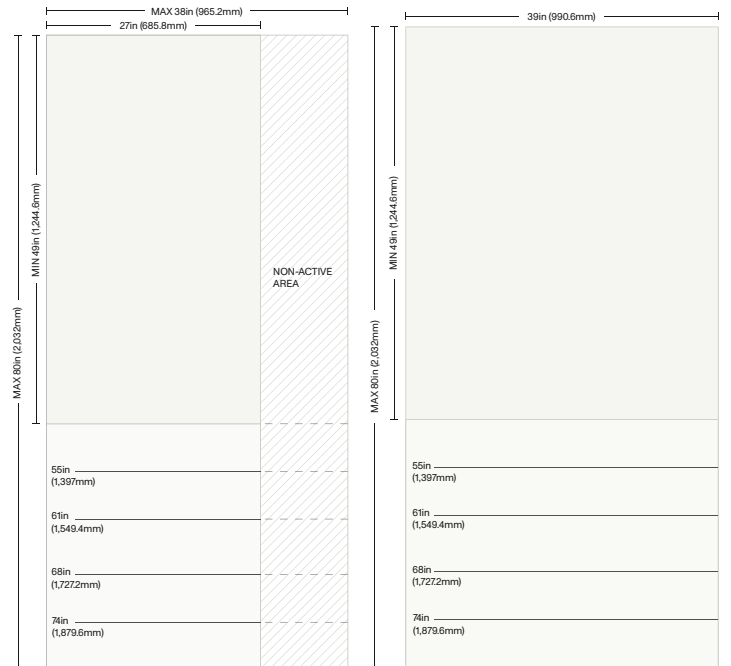 MAX 38in (965.2mm)
27in (685.8mm)
MIN 49in (1,244.6mm)
MAX 80in (2,032mm)
NON-ACTIVE
AREA
55in
(1,397mm)
61in
(1,549.4mm)
68in
(1,727.2mm)
74in
(1,879.6mm)
39in (990.6mm)
MIN 49in (1,244.6mm)
MAX 80in (2,032mm)
55in
(1,397mm)
61in
(1,549.4mm)
68in
(1,727.2mm)
74in
(1,879.6mm)